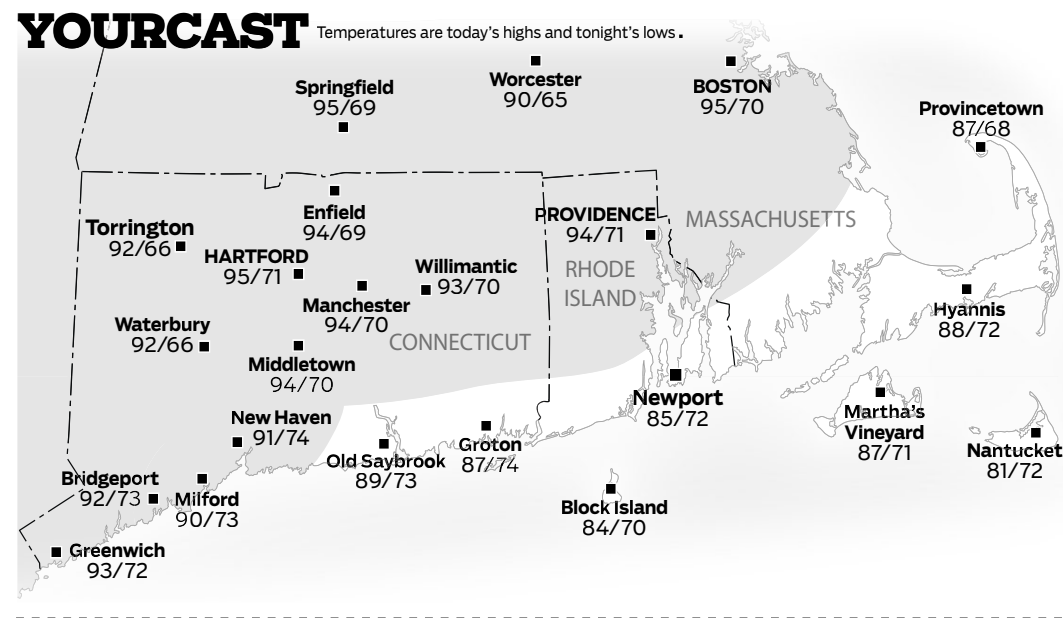 YOURCAST
Temperatures are today's highs and tonight's lows.
Springfield
95/69
Worcester
90/65
BOSTON
95/70
Provincetown
87/68
Enfield
94/69
Torrington
92/66
HARTFORD
95/71
PROVIDENCE
94/71
MASSACHUSETTS
RHODE
ISLAND
Willimantic
93/70
Manchester
94/70
CONNECTICUT
Waterbury
92/66
Middletown
94/70
Hyannis
88/72
Newport
85/72
Martha's
Vineyard
87/71
Nantucket
81/72
New Haven
91/74
Groton
87/74
Old Saybrook
89/73
Bridgeport
92/73
Milford
90/73
Block Island
84/70
Greenwich
93/72